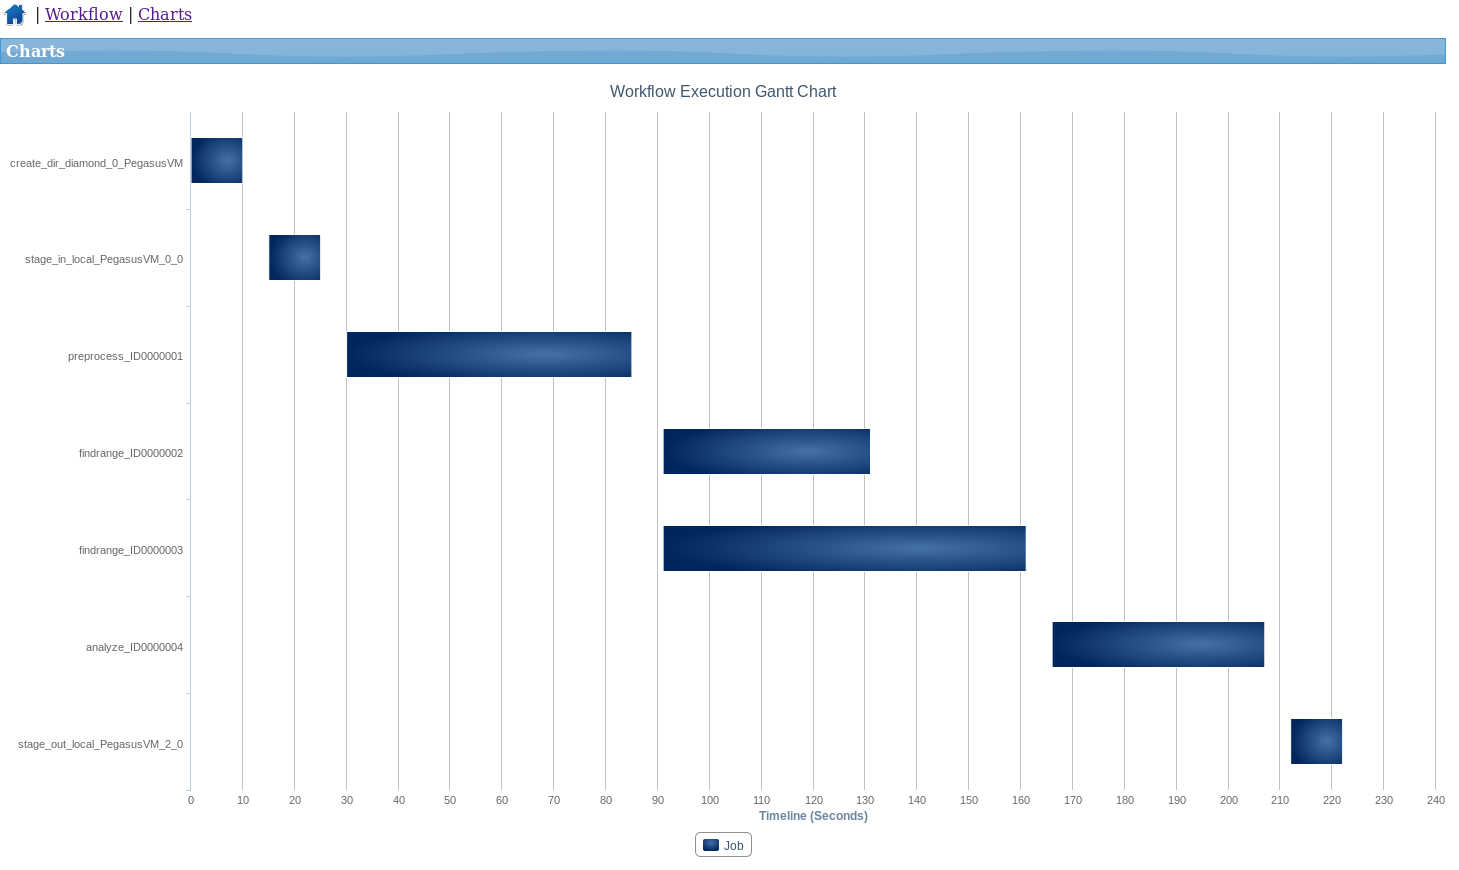 | Workflow | Charts
Charts
Workflow Execution Gantt Chart
create_dir_diamond_0_PegasusVM
stage_in_local_PegasusVM_0_0
preprocess_ID0000001
findrange_ID0000002
findrange_ID0000003
analyze_ID0000004
stage_out_local_PegasusVM_2_0
0 10 20 30 40 50 60 70 80 90 100 110 120 130 140 150 160 170 180 190 200 210 220 230 240
Timeline (Seconds)
Job